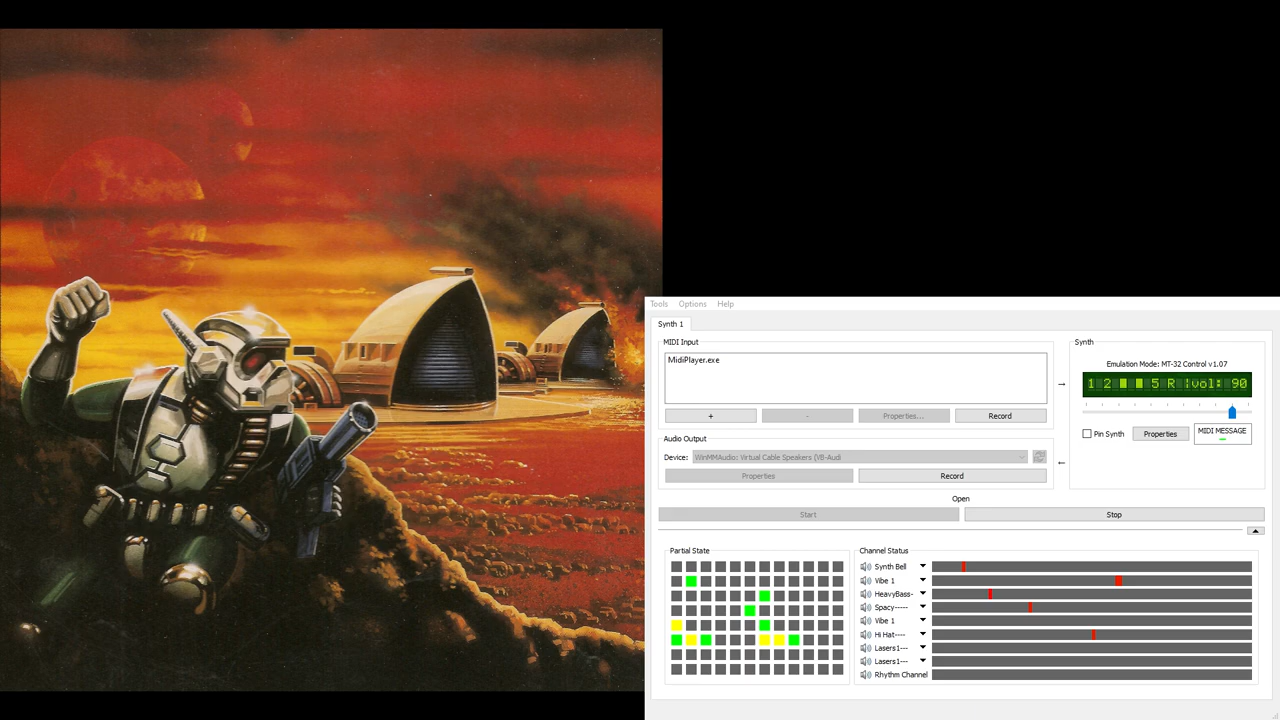 Tools Options Help
Synth 1
MIDI Input
MidiPlayer.exe
+ - Properties... Record
Audio Output
Device: WinMMAudio: Virtual Cable Speakers (VB-Audi
Properties Record
Synth
Emulation Mode: MT-32 Control v1.07
1 2 5 R |vol: 90
Pin Synth Properties MIDI MESSAGE
Open
Start Stop
Partial State
Channel Status
Synth Bell
Vibe 1
HeavyBass-
Spacy-----
Vibe 1
Hi Hat----
Lasers1---
Lasers1---
Rhythm Channel